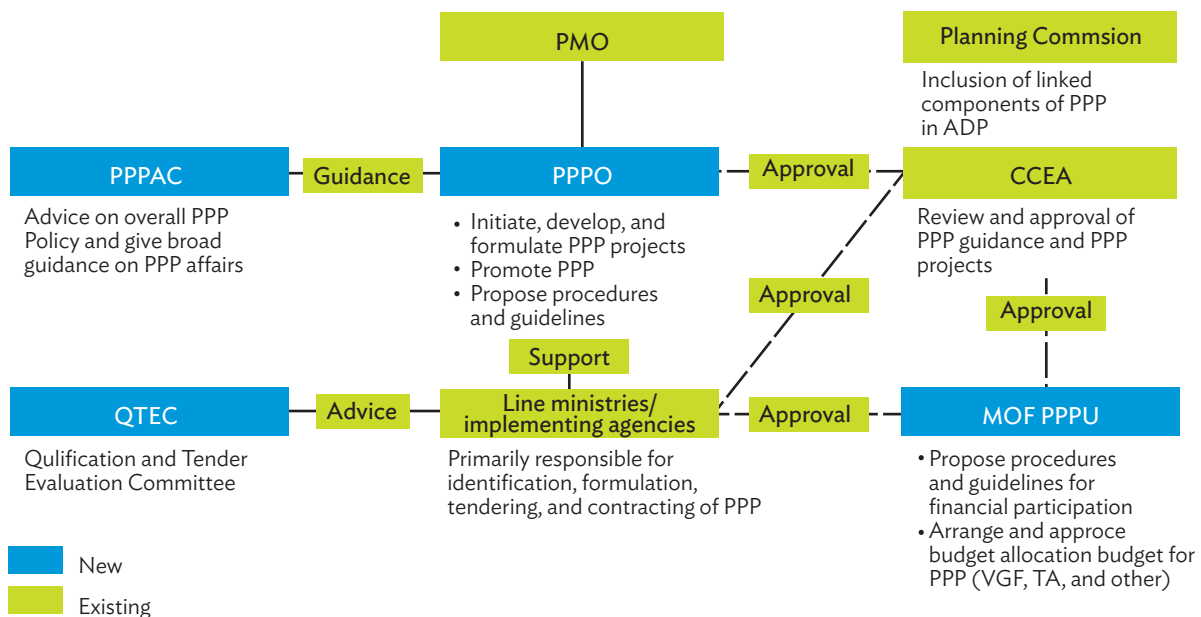 PMO
Planning Commsion
Inclusion of linked
components of PPP
in ADP
PPPAC
Guidance
PPPO
Approval
CCEA
Advice on overall PPP
Policy and give broad
guidance on PPP affairs
• Initiate, develop, and
formulate PPP projects
• Promote PPP
• Propose procedures
and guidelines
Review and approval of
PPP guidance and PPP
projects
Approval
Approval
Support
QTEC
Advice
Line ministries/
implementing agencies
Approval
MOF PPPU
Qulification and Tender
Evaluation Committee
Primarily responsible for
identification, formulation,
tendering, and contracting of PPP
• Propose procedures
and guidelines for
financial participation
• Arrange and approce
budget allocation budget for
PPP (VGF, TA, and other)
New
Existing